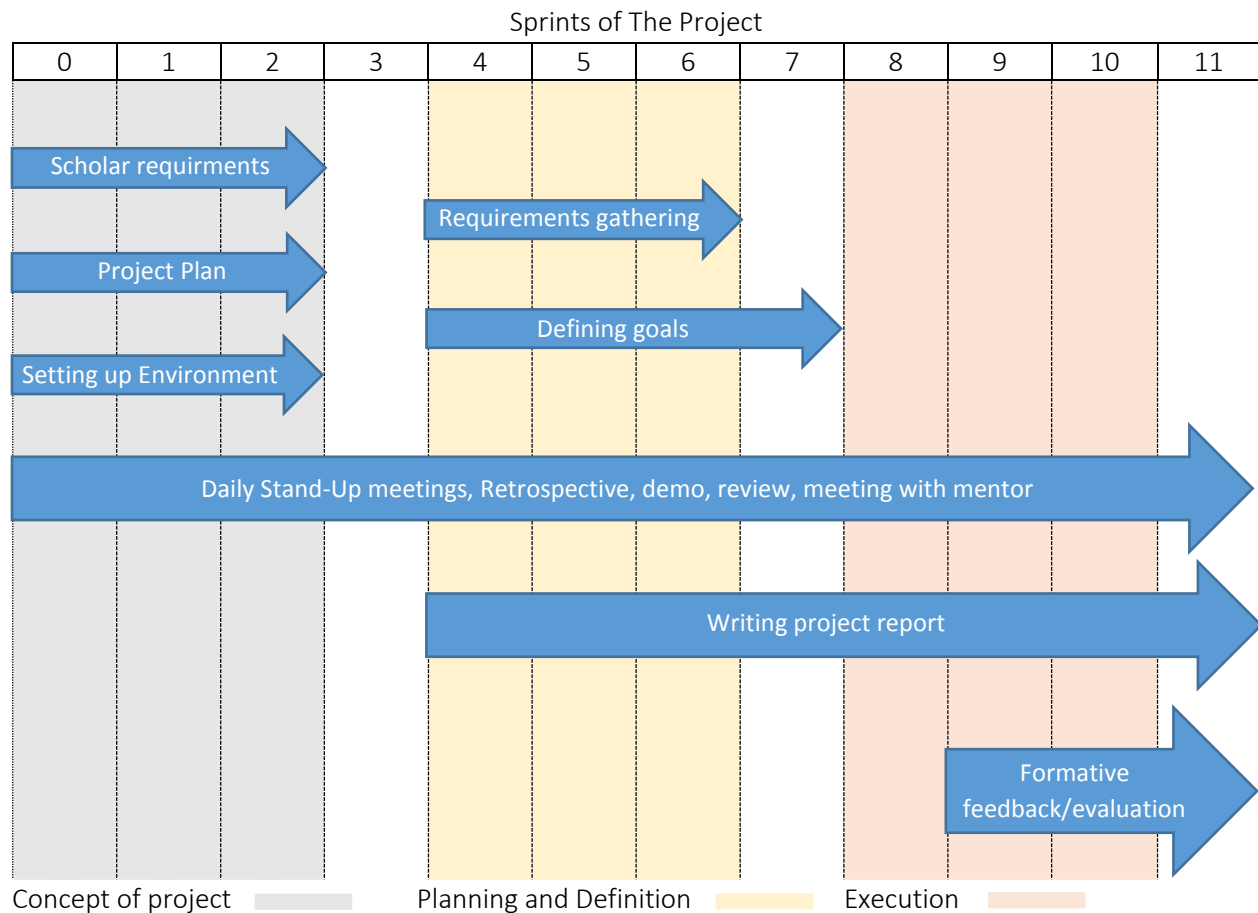 Sprints of The Project
0 1 2 3 4 5 6 7 8 9 10 11
Scholar requirments
Requirements gathering
Project Plan
Defining goals
Setting up Environment
Daily Stand-Up meetings, Retrospective, demo, review, meeting with mentor
Writing project report
Formative
feedback/evaluation
Concept of project Planning and Definition Execution